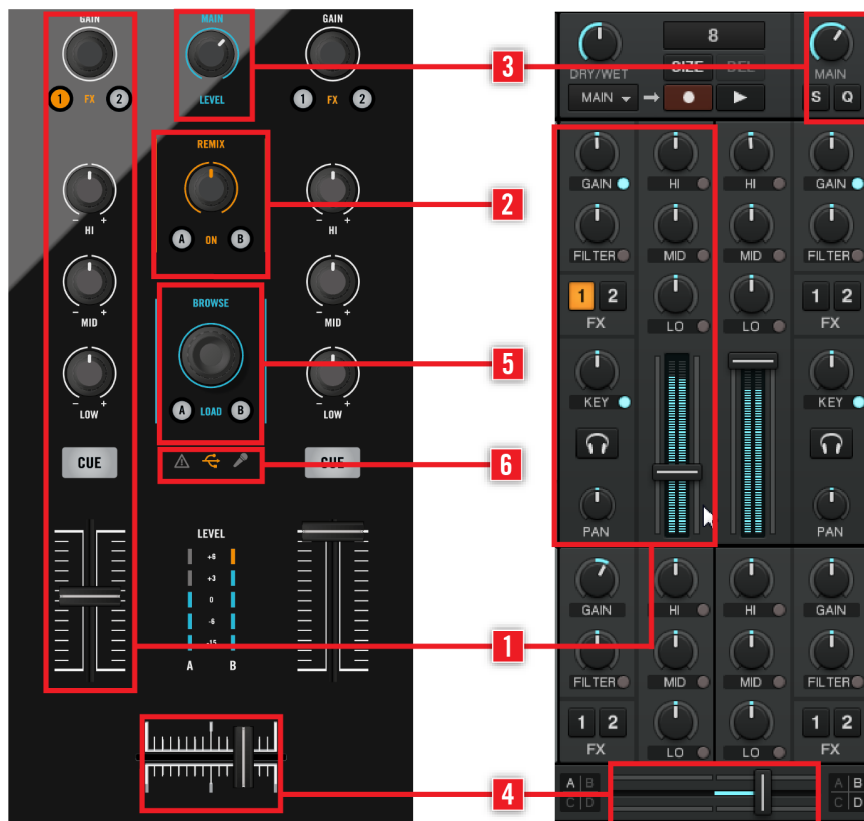 GAIN
MAIN
GAIN
1 FX 2
LEVEL
1 FX 2
REMIX
- + HI
A ON B
- + HI
BROWSE
- + MID
- + MID
- + LOW
A LOAD B
- + LOW
CUE
CUE
LEVEL
+6
+3
0
-6
-15
A B
3
2
5
6
1
4
8
DRY/WET
SIZE DEL
MAIN
MAIN
S Q
GAIN HI HI GAIN
FILTER MID MID FILTER
1 2 1 2
FX LO LO FX
KEY KEY
PAN PAN
GAIN HI HI GAIN
FILTER MID MID FILTER
1 2 1 2
FX LO LO FX
A B A B
C D C D